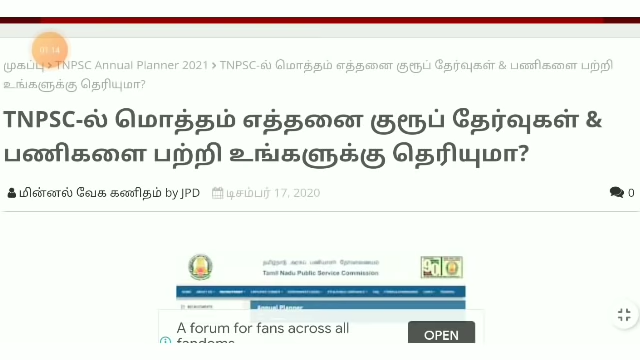 01:14
முகப்பு › TNPSC Annual Planner 2021 › TNPSC-ல் மொத்தம் எத்தனை குரூப் தேர்வுகள் & பணிகளை பற்றி
உங்களுக்கு தெரியுமா?
TNPSC-ல் மொத்தம் எத்தனை குரூப் தேர்வுகள் &
பணிகளை பற்றி உங்களுக்கு தெரியுமா?
மின்னல் வேக கணிதம் by JPD டிசம்பர் 17, 2020 0
Tamil Nadu Public Service Commission
Annual Planner
A forum for fans across all
fandoms
OPEN